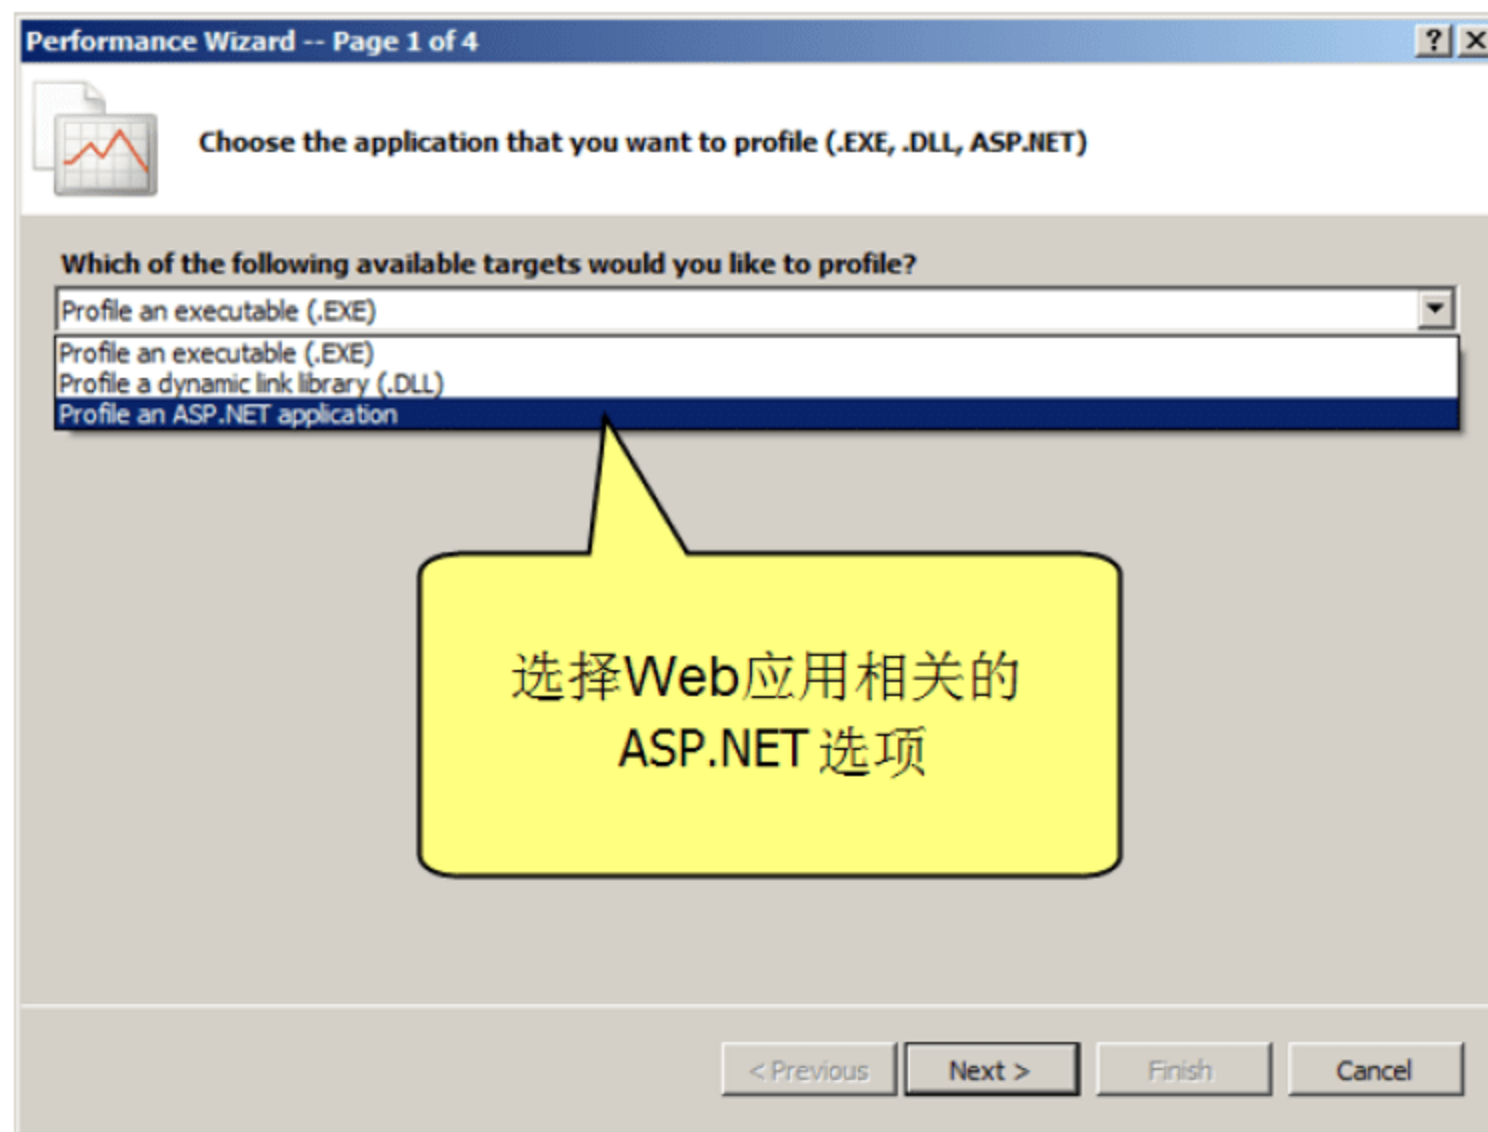 Performance Wizard -- Page 1 of 4
Choose the application that you want to profile (.EXE, .DLL, ASP.NET)
Which of the following available targets would you like to profile?
Profile an executable (.EXE)
Profile an executable (.EXE)
Profile a dynamic link library (.DLL)
Profile an ASP.NET application
选择Web应用相关的
ASP.NET 选项
< Previous
Next >
Finish
Cancel